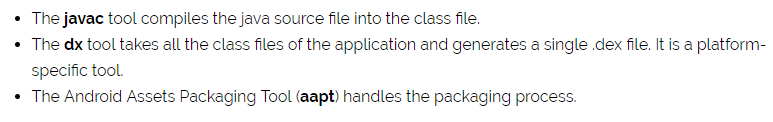 • The javac tool compiles the java source file into the class file.
• The dx tool takes all the class files of the application and generates a single .dex file. It is a platform-
specific tool.
• The Android Assets Packaging Tool (aapt) handles the packaging process.